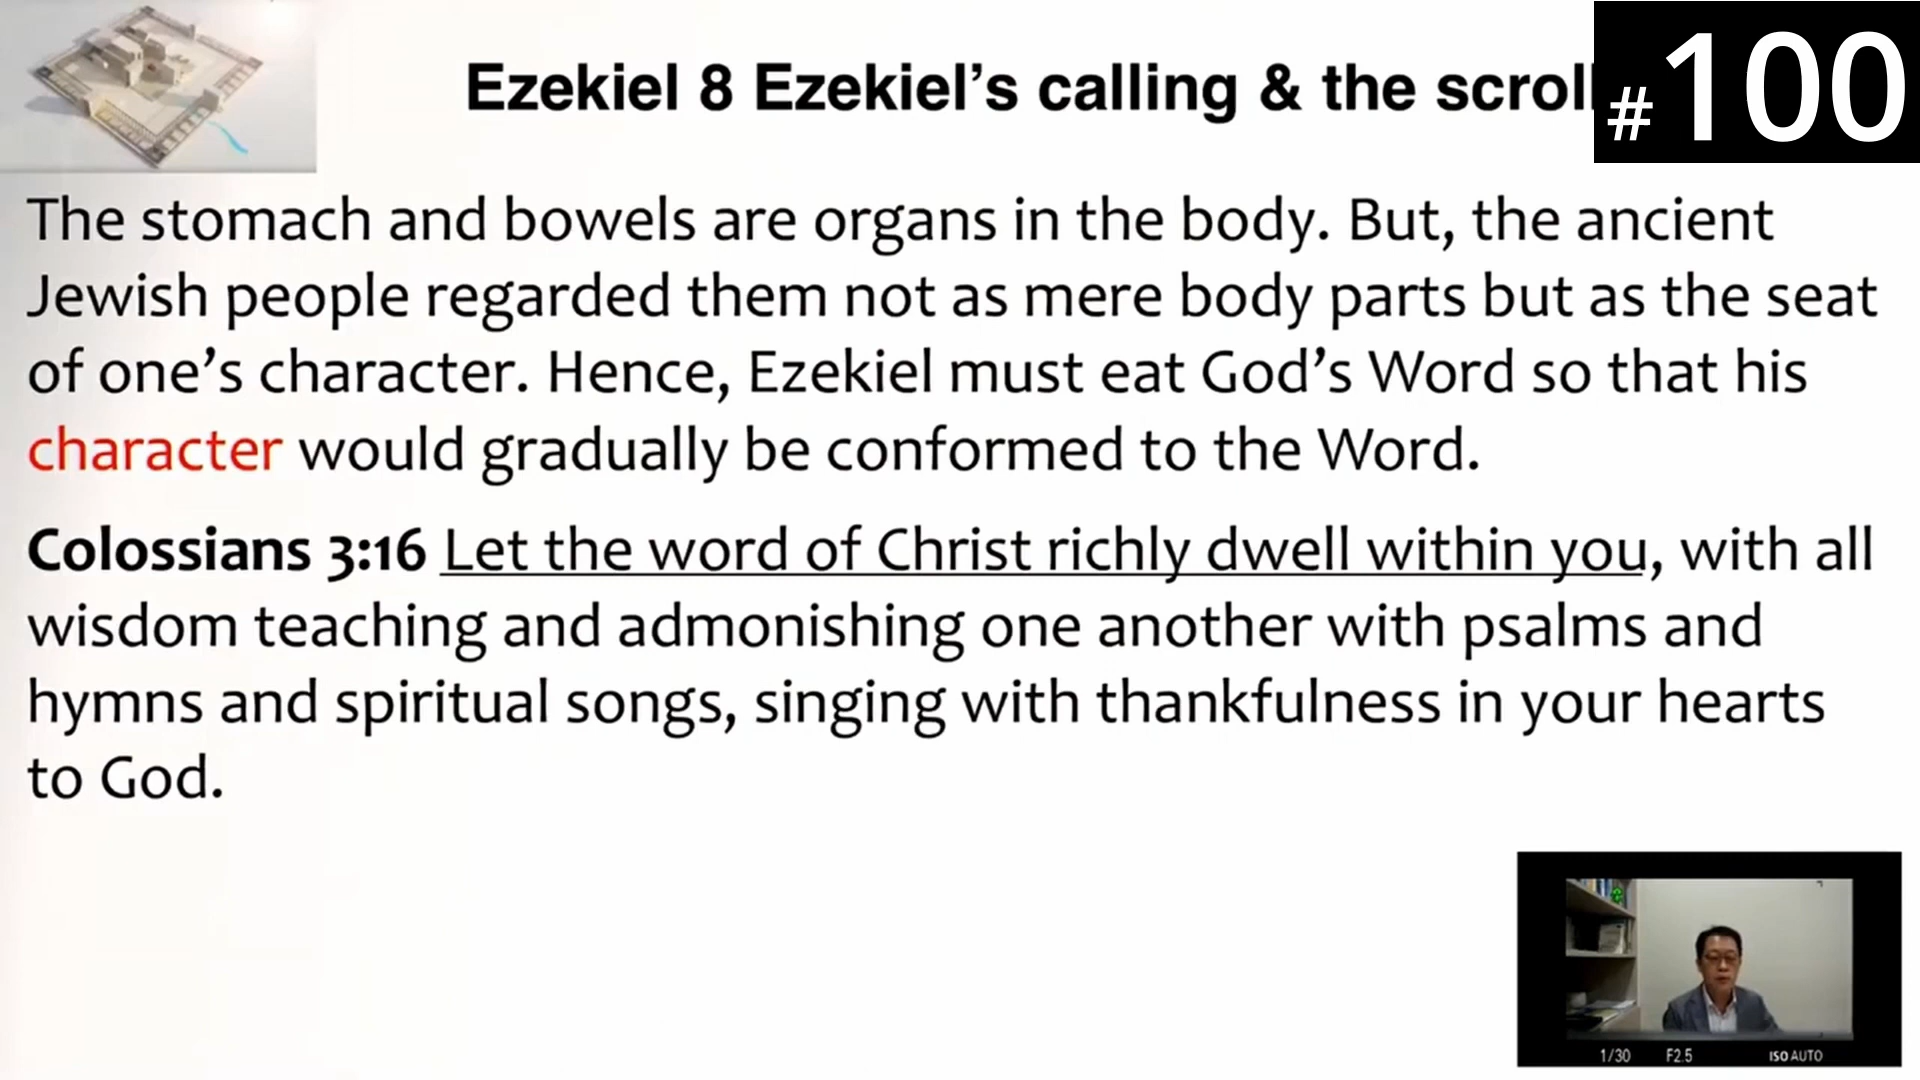 Ezekiel 8 Ezekiel’s calling & the scroll
#100
The stomach and bowels are organs in the body. But, the ancient
Jewish people regarded them not as mere body parts but as the seat
of one’s character. Hence, Ezekiel must eat God’s Word so that his
character would gradually be conformed to the Word.
Colossians 3:16 Let the word of Christ richly dwell within you, with all
wisdom teaching and admonishing one another with psalms and
hymns and spiritual songs, singing with thankfulness in your hearts
to God.
1/30 F2.5 ISO AUTO